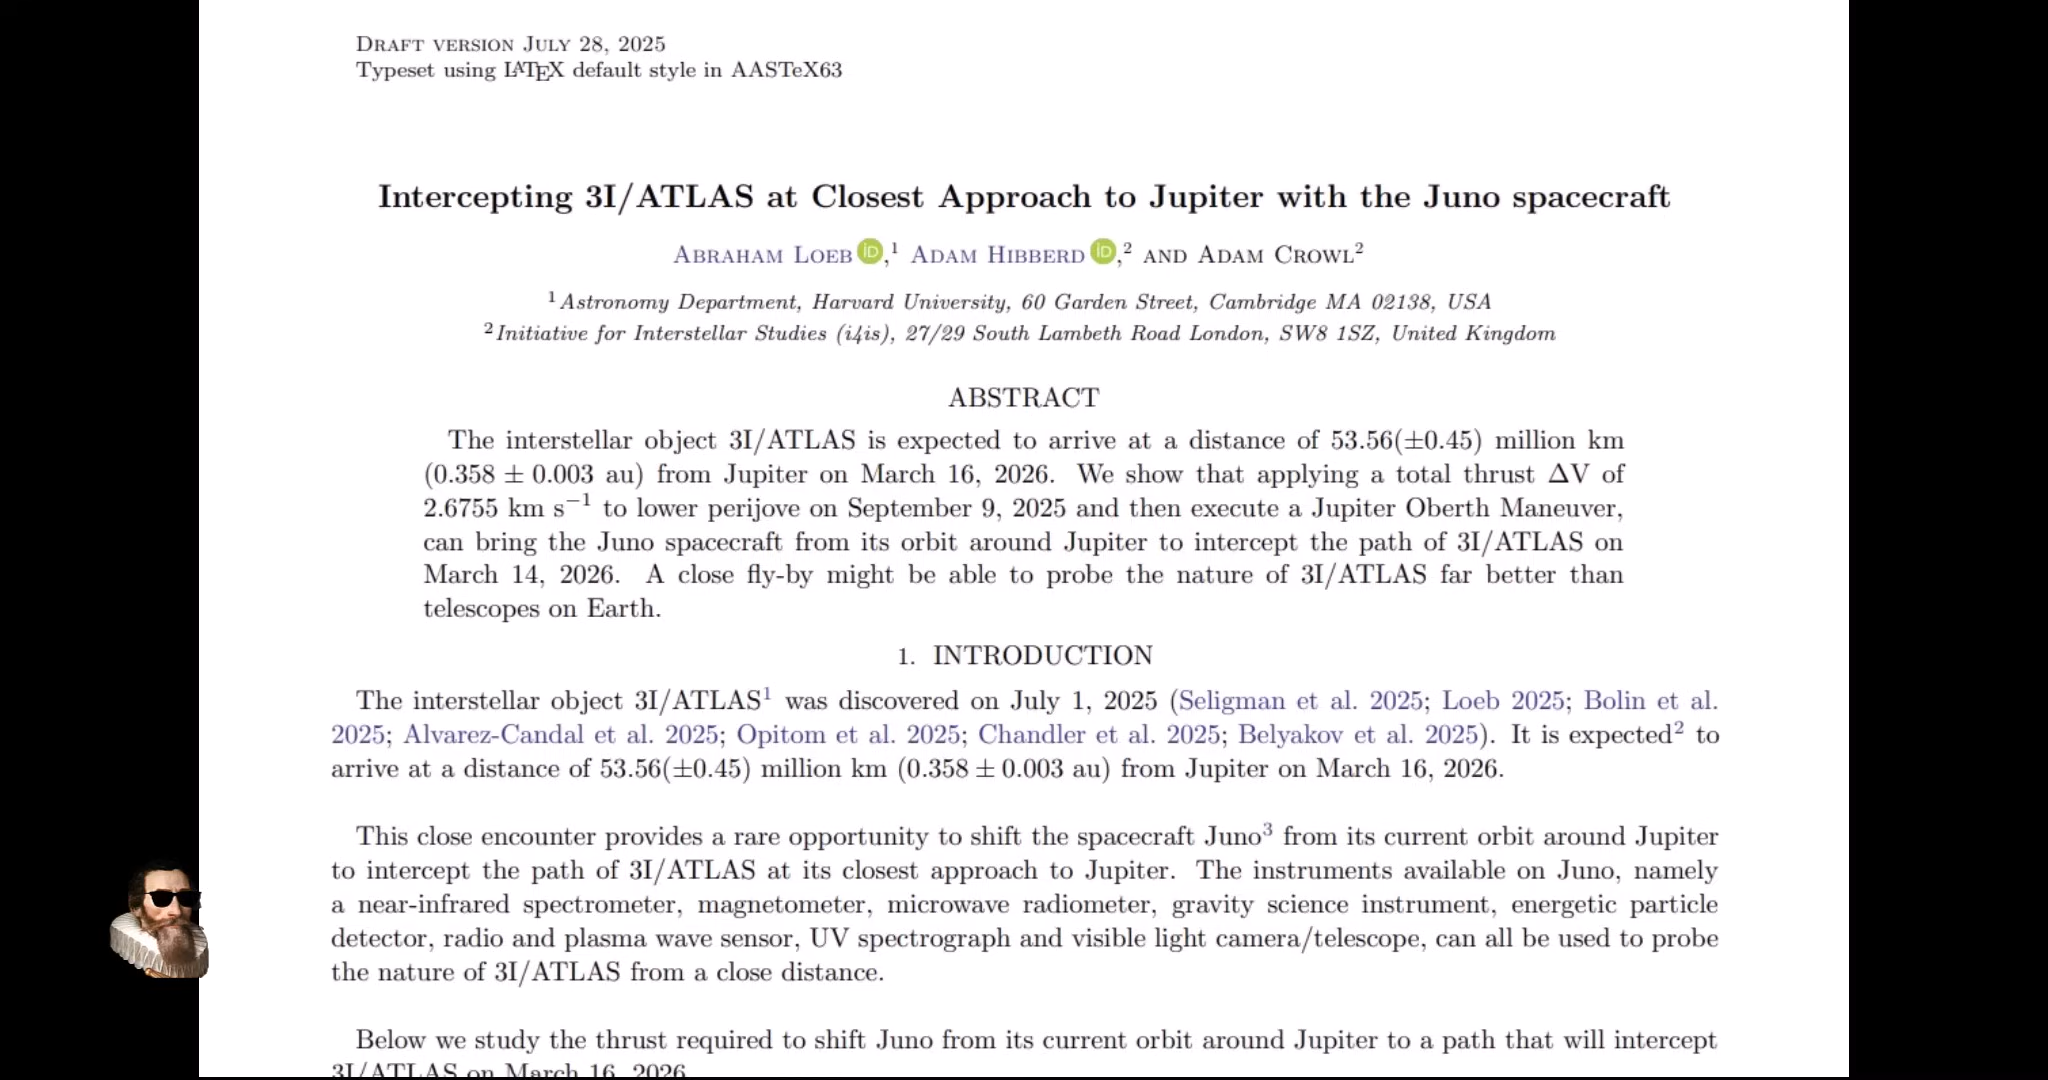 DRAFT VERSION JULY 28, 2025
Typeset using LATEX default style in AASTeX63
Intercepting 3I/ATLAS at Closest Approach to Jupiter with the Juno spacecraft
ABRAHAM LOEB iD,¹ ADAM HIBBERD iD,² AND ADAM CROWL²
¹Astronomy Department, Harvard University, 60 Garden Street, Cambridge MA 02138, USA
²Initiative for Interstellar Studies (i4is), 27/29 South Lambeth Road London, SW8 1SZ, United Kingdom
ABSTRACT
The interstellar object 3I/ATLAS is expected to arrive at a distance of 53.56(±0.45) million km
(0.358 ± 0.003 au) from Jupiter on March 16, 2026. We show that applying a total thrust ΔV of
2.6755 km s⁻¹ to lower perijove on September 9, 2025 and then execute a Jupiter Oberth Maneuver,
can bring the Juno spacecraft from its orbit around Jupiter to intercept the path of 3I/ATLAS on
March 14, 2026. A close fly-by might be able to probe the nature of 3I/ATLAS far better than
telescopes on Earth.
1. INTRODUCTION
The interstellar object 3I/ATLAS¹ was discovered on July 1, 2025 (Seligman et al. 2025; Loeb 2025; Bolin et al.
2025; Alvarez-Candal et al. 2025; Opitom et al. 2025; Chandler et al. 2025; Belyakov et al. 2025). It is expected² to
arrive at a distance of 53.56(±0.45) million km (0.358 ± 0.003 au) from Jupiter on March 16, 2026.
This close encounter provides a rare opportunity to shift the spacecraft Juno³ from its current orbit around Jupiter
to intercept the path of 3I/ATLAS at its closest approach to Jupiter. The instruments available on Juno, namely
a near-infrared spectrometer, magnetometer, microwave radiometer, gravity science instrument, energetic particle
detector, radio and plasma wave sensor, UV spectrograph and visible light camera/telescope, can all be used to probe
the nature of 3I/ATLAS from a close distance.
Below we study the thrust required to shift Juno from its current orbit around Jupiter to a path that will intercept
3I/ATLAS on March 16, 2026.